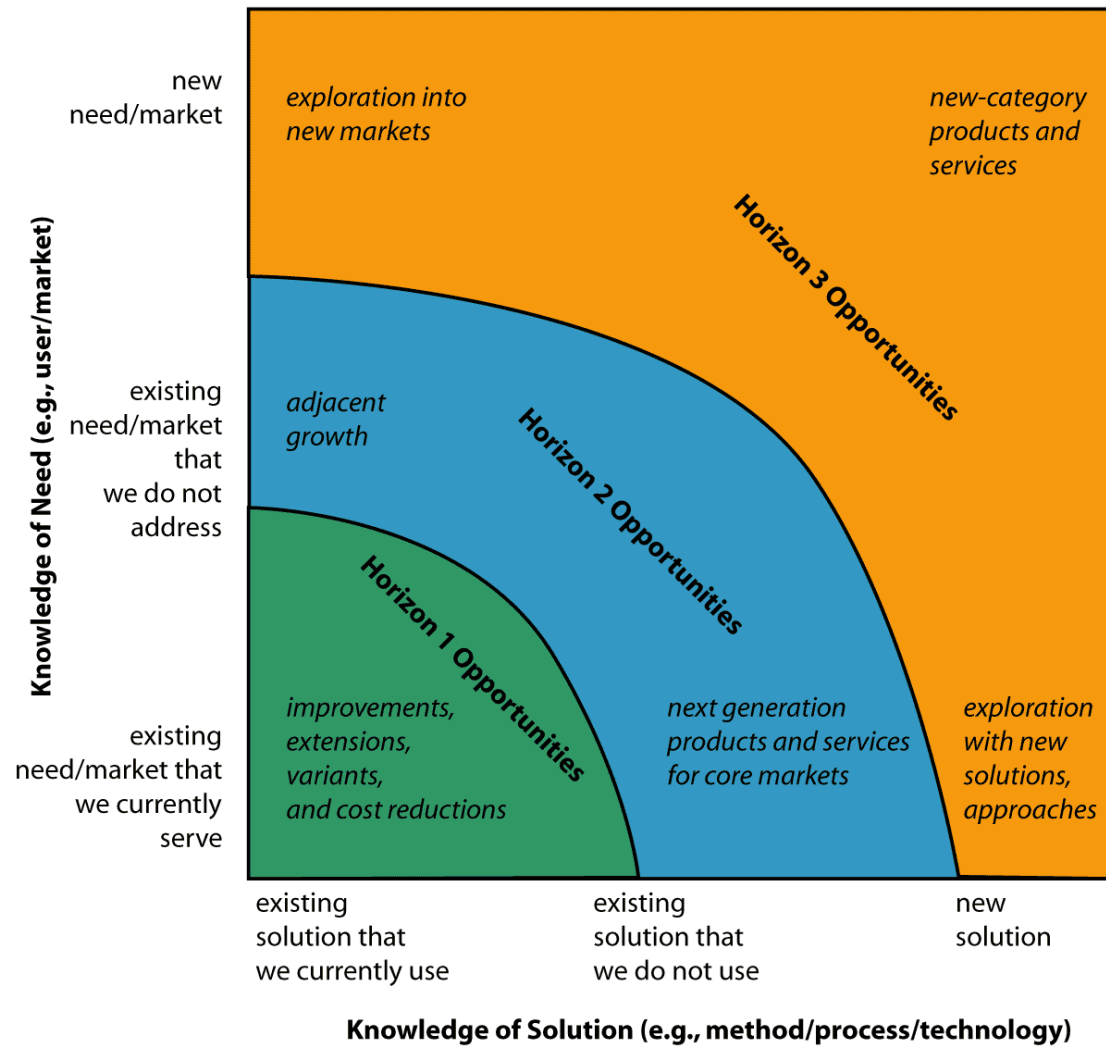 new
need/market
exploration into
new markets
new-category
products and
services
Horizon 3 Opportunities
Knowledge of Need (e.g., user/market)
existing
need/market
that
we do not
address
adjacent
growth
Horizon 2 Opportunities
Horizon 1 Opportunities
existing
need/market that
we currently
serve
improvements,
extensions,
variants,
and cost reductions
next generation
products and services
for core markets
exploration
with new
solutions,
approaches
existing
solution that
we currently use
existing
solution that
we do not use
new
solution
Knowledge of Solution (e.g., method/process/technology)